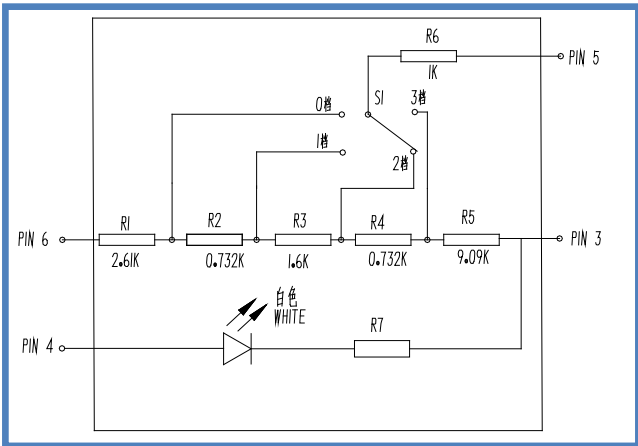 R6
PIN 5
1K
0档
S1
3档
1档
2档
PIN 6
R1
R2
R3
R4
R5
PIN 3
2.61K
0.732K
1.6K
0.732K
9.09K
白色
WHITE
R7
PIN 4